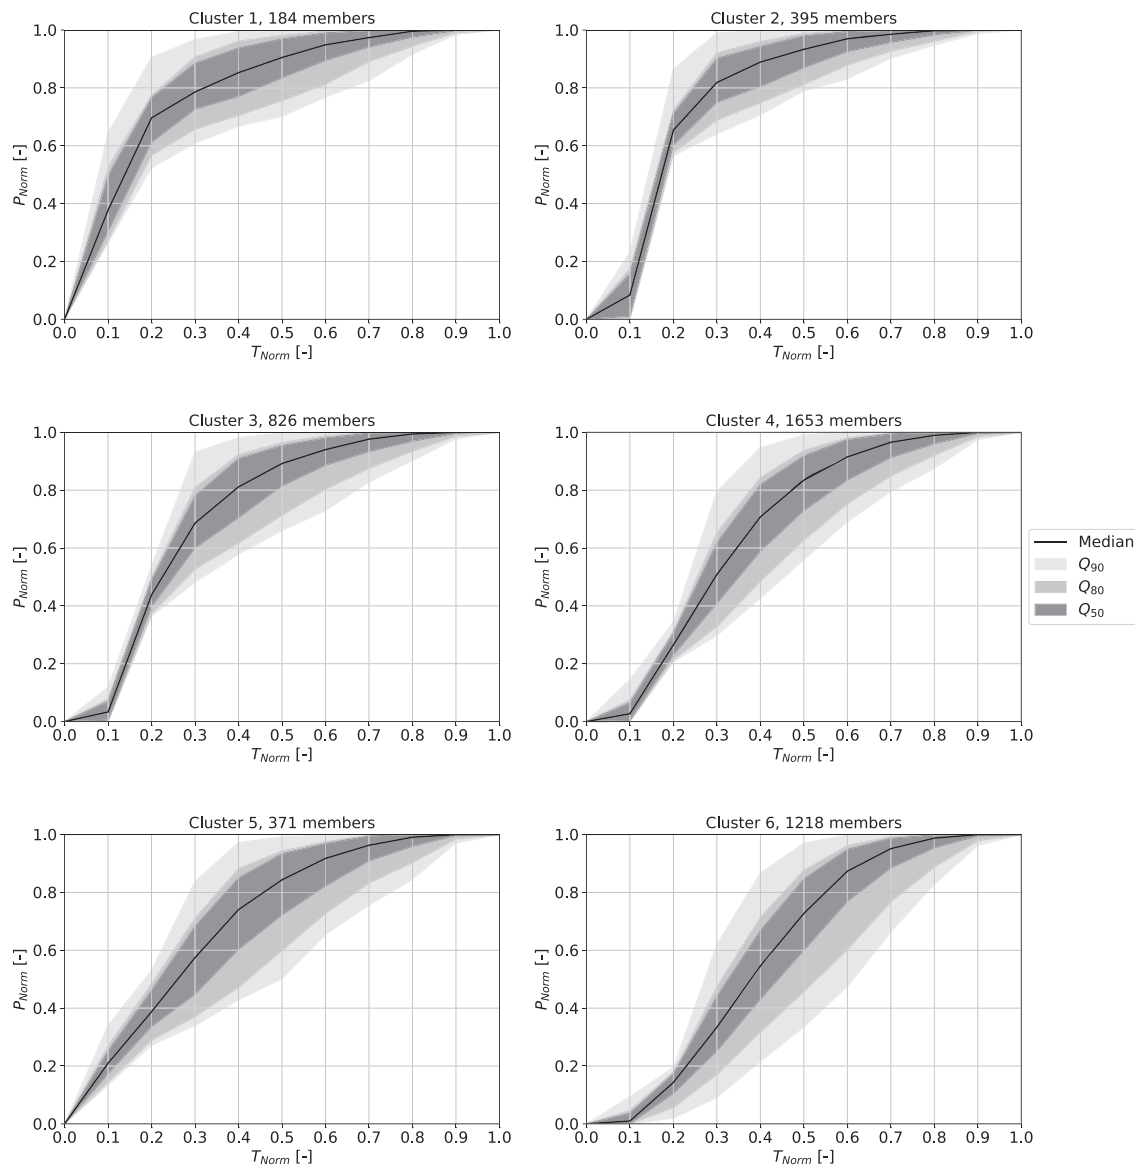 Cluster 1, 184 members
1.0
0.8
0.6
0.4
0.2
0.0
P_Norm [-]
0.0 0.1 0.2 0.3 0.4 0.5 0.6 0.7 0.8 0.9 1.0
T_Norm [-]
Cluster 2, 395 members
1.0
0.8
0.6
0.4
0.2
0.0
P_Norm [-]
0.0 0.1 0.2 0.3 0.4 0.5 0.6 0.7 0.8 0.9 1.0
T_Norm [-]
Cluster 3, 826 members
1.0
0.8
0.6
0.4
0.2
0.0
P_Norm [-]
0.0 0.1 0.2 0.3 0.4 0.5 0.6 0.7 0.8 0.9 1.0
T_Norm [-]
Cluster 4, 1653 members
1.0
0.8
0.6
0.4
0.2
0.0
P_Norm [-]
0.0 0.1 0.2 0.3 0.4 0.5 0.6 0.7 0.8 0.9 1.0
T_Norm [-]
Median
Q_90
Q_80
Q_50
Cluster 5, 371 members
1.0
0.8
0.6
0.4
0.2
0.0
P_Norm [-]
0.0 0.1 0.2 0.3 0.4 0.5 0.6 0.7 0.8 0.9 1.0
T_Norm [-]
Cluster 6, 1218 members
1.0
0.8
0.6
0.4
0.2
0.0
P_Norm [-]
0.0 0.1 0.2 0.3 0.4 0.5 0.6 0.7 0.8 0.9 1.0
T_Norm [-]